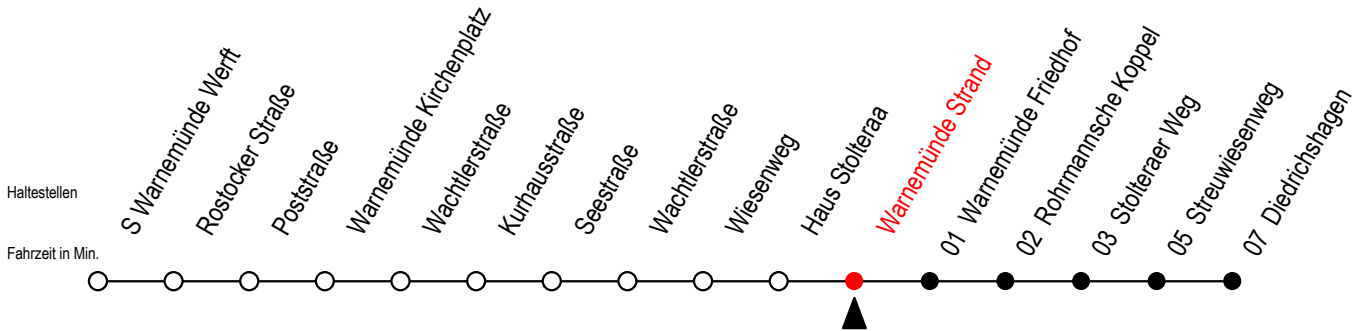 Haltestellen
Fahrzeit in Min.
S Warnemünde Werft
Rostocker Straße
Poststraße
Warnemünde Kirchenplatz
Wachtlerstraße
Kurhausstraße
Seestraße
Wachtlerstraße
Wiesenweg
Haus Stolteraa
Warnemünde Strand
01 Warnemünde Friedhof
02 Rohrmannsche Koppel
03 Stolteraer Weg
05 Streuwiesenweg
07 Diedrichshagen